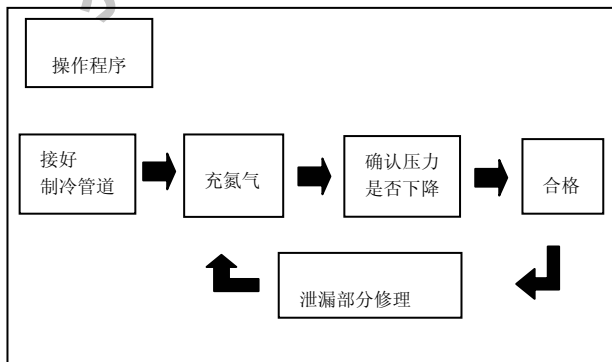 操作程序
接好
制冷管道
充氮气
确认压力
是否下降
合格
泄漏部分修理